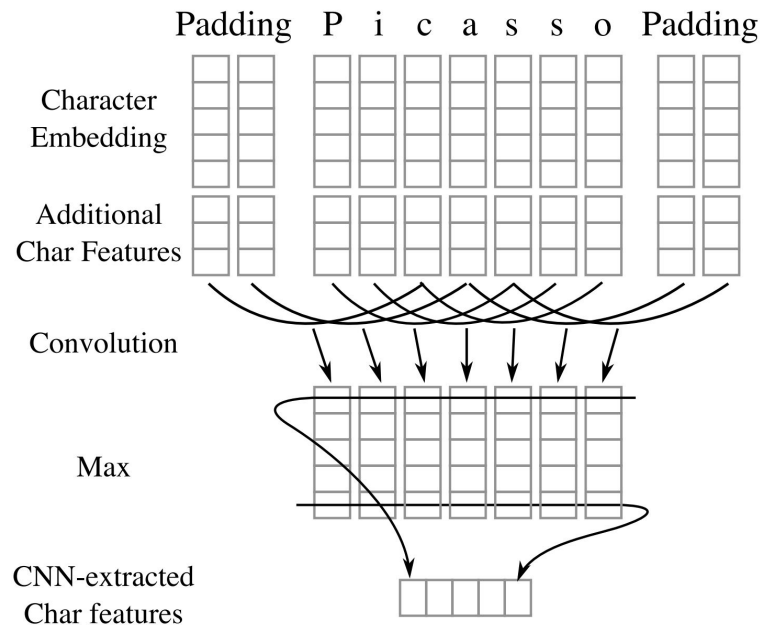 Padding P i c a s s o Padding
Character
Embedding
Additional
Char Features
Convolution
Max
CNN-extracted
Char features